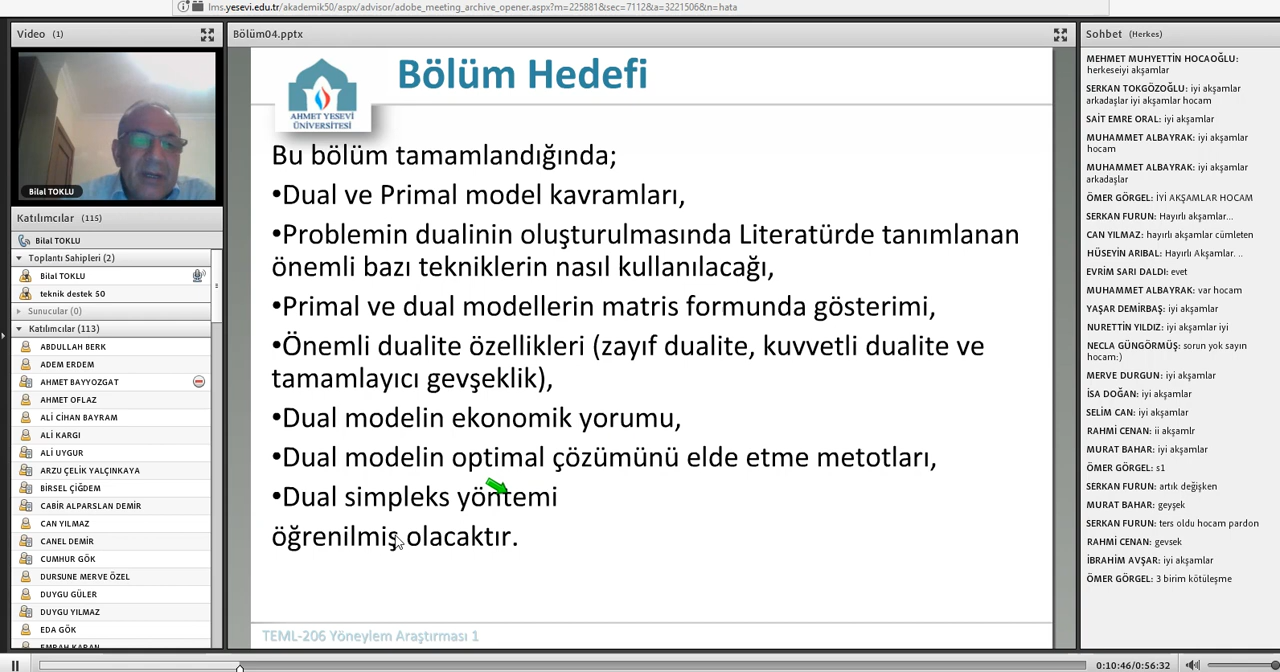 lms.yesevi.edu.tr/akademik50/aspx/advisor/adobe_meeting_archive_opener.aspx?m=225881&sec=7112&a=3221506&n=hata
Video (1)
Bilal TOKLU
Katılımcılar (115)
Bilal TOKLU
Toplantı Sahipleri (2)
Bilal TOKLU
teknik destek 50
Sunucular (0)
Katılımcılar (113)
ABDULLAH BERK
ADEM ERDEM
AHMET BAYYOZGAT
AHMET OFLAZ
ALİ CİHAN BAYRAM
ALİ KARGI
ALİ UYGUR
ARZU ÇELİK YALÇINKAYA
BİRSEL ÇİĞDEM
CABİR ALPARSLAN DEMİR
CAN YILMAZ
CANEL DEMİR
CUMHUR GÖK
DURSUNE MERVE ÖZEL
DUYGU GÜLER
DUYGU YILMAZ
EDA GÖK
EMRAH KARAN
Bölüm04.pptx
AHMET YESEVİ
ÜNİVERSİTESİ
Bölüm Hedefi
Bu bölüm tamamlandığında;
•Dual ve Primal model kavramları,
•Problemin dualinin oluşturulmasında Literatürde tanımlanan
önemli bazı tekniklerin nasıl kullanılacağı,
•Primal ve dual modellerin matris formunda gösterimi,
•Önemli dualite özellikleri (zayıf dualite, kuvvetli dualite ve
tamamlayıcı gevşeklik),
•Dual modelin ekonomik yorumu,
•Dual modelin optimal çözümünü elde etme metotları,
•Dual simpleks yöntemi
öğrenilmiş olacaktır.
TEML-206 Yöneylem Araştırması 1
Sohbet (Herkes)
MEHMET MUHYETTİN HOCAOĞLU:
herkeseiyi akşamlar
SERKAN TOKGÖZOĞLU: iyi akşamlar
arkadaşlar iyi akşamlar hocam
SAİT EMRE ORAL: iyi akşamlar
MUHAMMET ALBAYRAK: iyi akşamlar
hocam
MUHAMMET ALBAYRAK: iyi akşamlar
arkadaşlar
ÖMER GÖRGEL: İYİ AKŞAMLAR HOCAM
SERKAN FURUN: Hayırlı akşamlar...
CAN YILMAZ: hayırlı akşamlar cümleten
HÜSEYİN ARIBAL: Hayırlı Akşamlar. ..
EVRİM SARI DALDI: evet
MUHAMMET ALBAYRAK: var hocam
YAŞAR DEMİRBAŞ: iyi akşamlar
NURETTİN YILDIZ: iyi akşamlar iyi
NECLA GÜNGÖRMÜŞ: sorun yok sayın
hocam:)
MERVE DURGUN: iyi akşamlar
İSA DOĞAN: iyi akşamlar
SELİM CAN: iyi akşamlar
RAHMİ CENAN: ii akşamlr
MURAT BAHAR: iyi akşamlar
ÖMER GÖRGEL: s1
SERKAN FURUN: artık değişken
MURAT BAHAR: geyşek
SERKAN FURUN: ters oldu hocam pardon
RAHMİ CENAN: gevsek
İBRAHİM AVŞAR: iyi akşamlar
ÖMER GÖRGEL: 3 birim kötüleşme
0:10:46/0:56:32